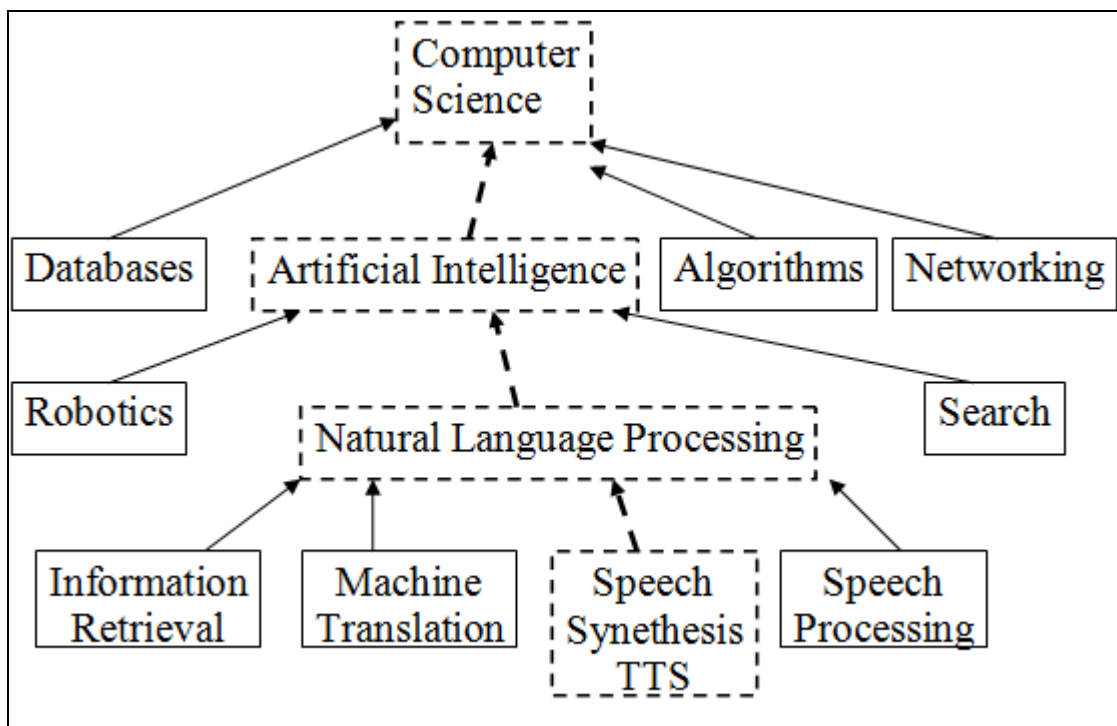 Computer
Science
Databases
Artificial Intelligence
Algorithms
Networking
Robotics
Search
Natural Language Processing
Information
Retrieval
Machine
Translation
Speech
Synethesis
TTS
Speech
Processing